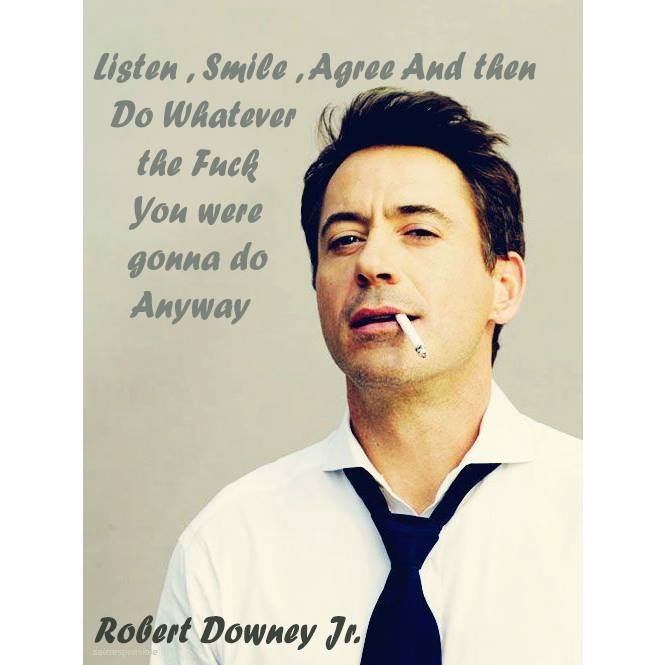 Listen , Smile , Agree And then
Do Whatever
the Fuck
You were
gonna do
Anyway
Robert Downey Jr.